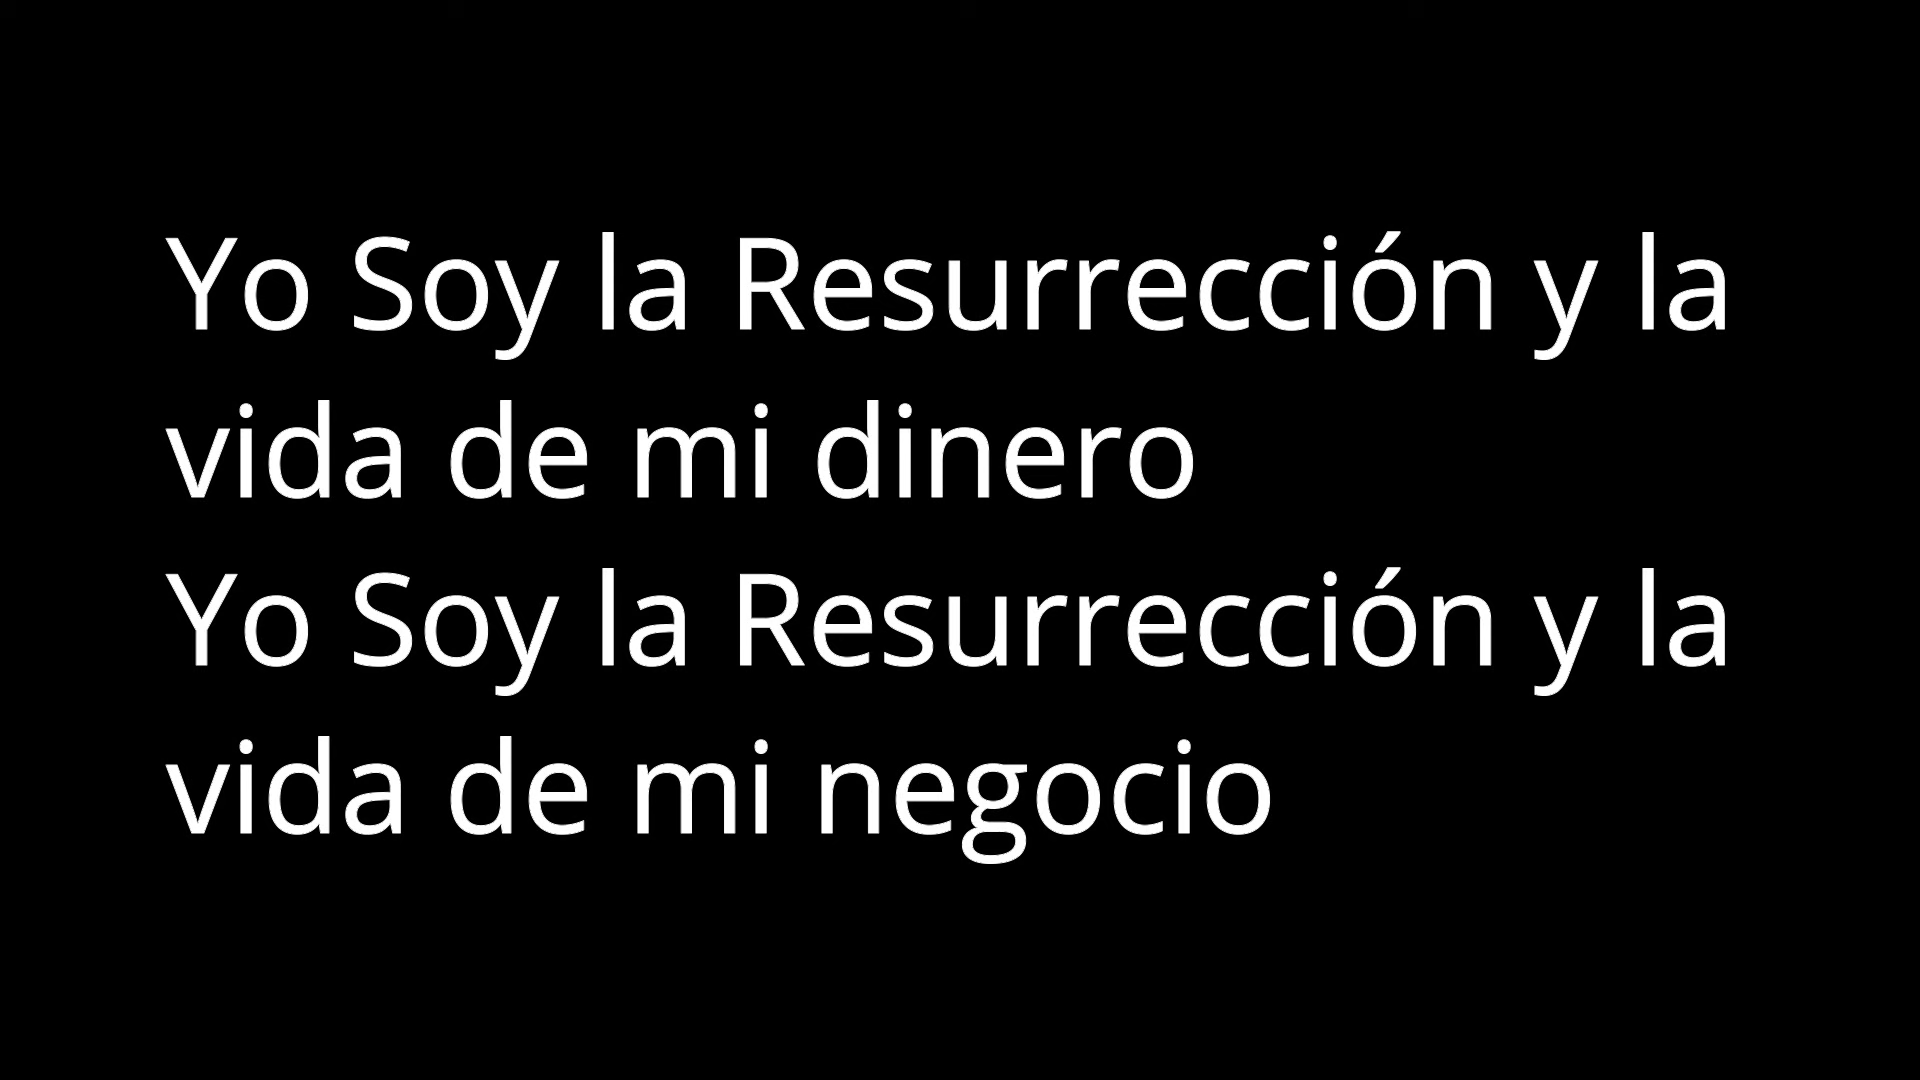 Yo Soy la Resurrección y la
vida de mi dinero
Yo Soy la Resurrección y la
vida de mi negocio